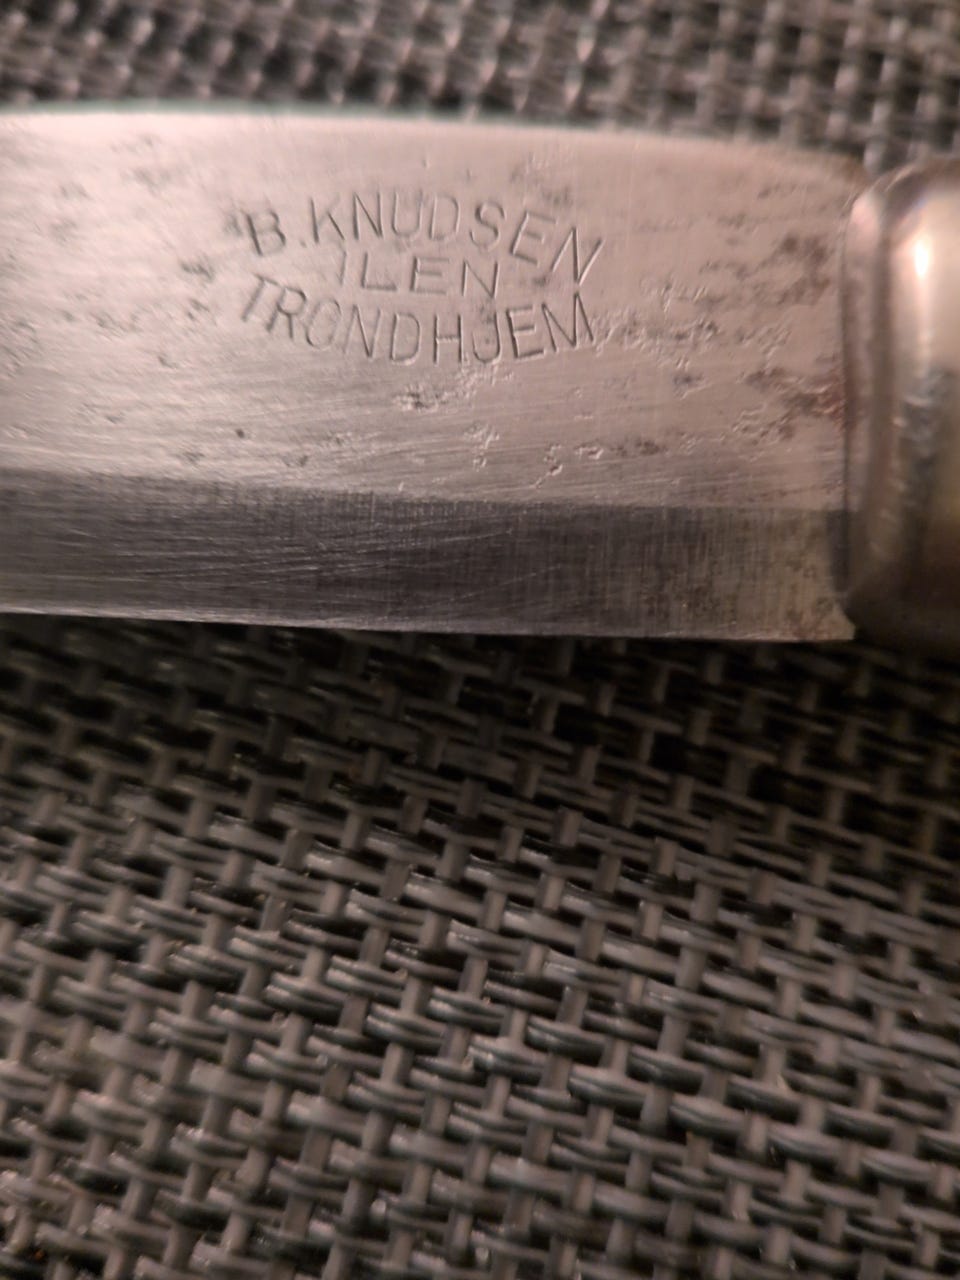 B. KNUDSEN
ILEN
TRONDHJEM